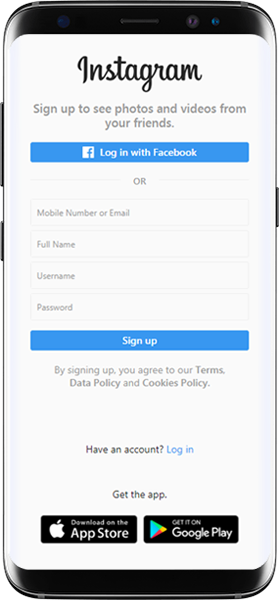 Instagram
Sign up to see photos and videos from
your friends.
Log in with Facebook
OR
Mobile Number or Email
Full Name
Username
Password
Sign up
By signing up, you agree to our Terms,
Data Policy and Cookies Policy.
Have an account? Log in
Get the app.
Download on the
App Store
GET IT ON
Google Play